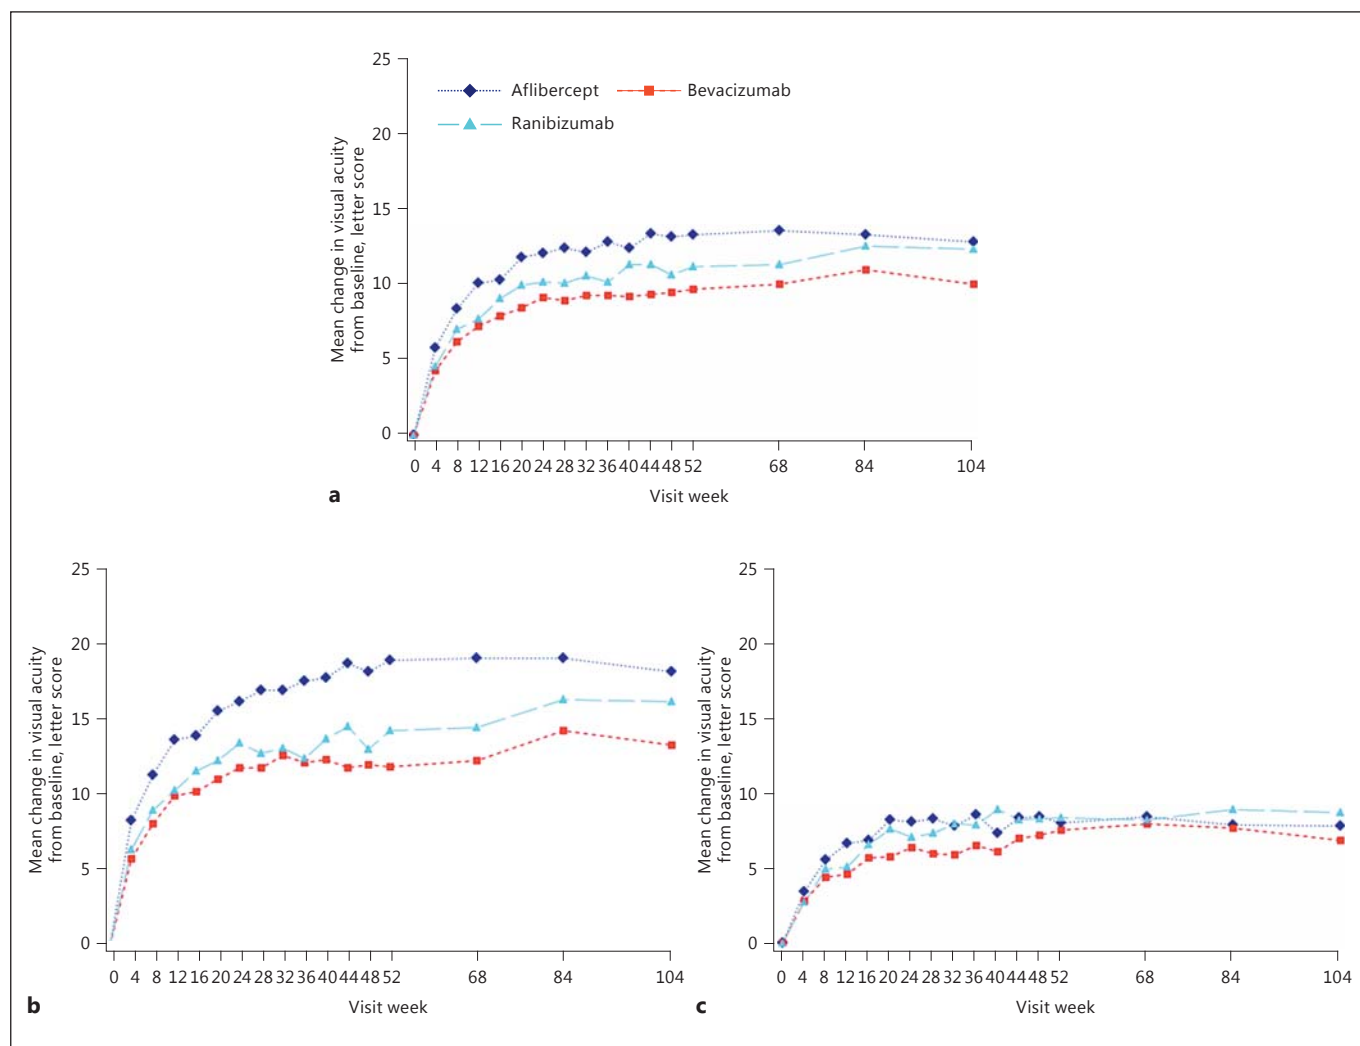 25
20
15
10
5
0
Mean change in visual acuity
from baseline, letter score
Aflibercept
Bevacizumab
Ranibizumab
0 4 8 12 16 20 24 28 32 36 40 44 48 52 68 84 104
Visit week
a
25
20
15
10
5
0
Mean change in visual acuity
from baseline, letter score
0 4 8 12 16 20 24 28 32 36 40 44 48 52 68 84 104
Visit week
b
25
20
15
10
5
0
Mean change in visual acuity
from baseline, letter score
0 4 8 12 16 20 24 28 32 36 40 44 48 52 68 84 104
Visit week
c